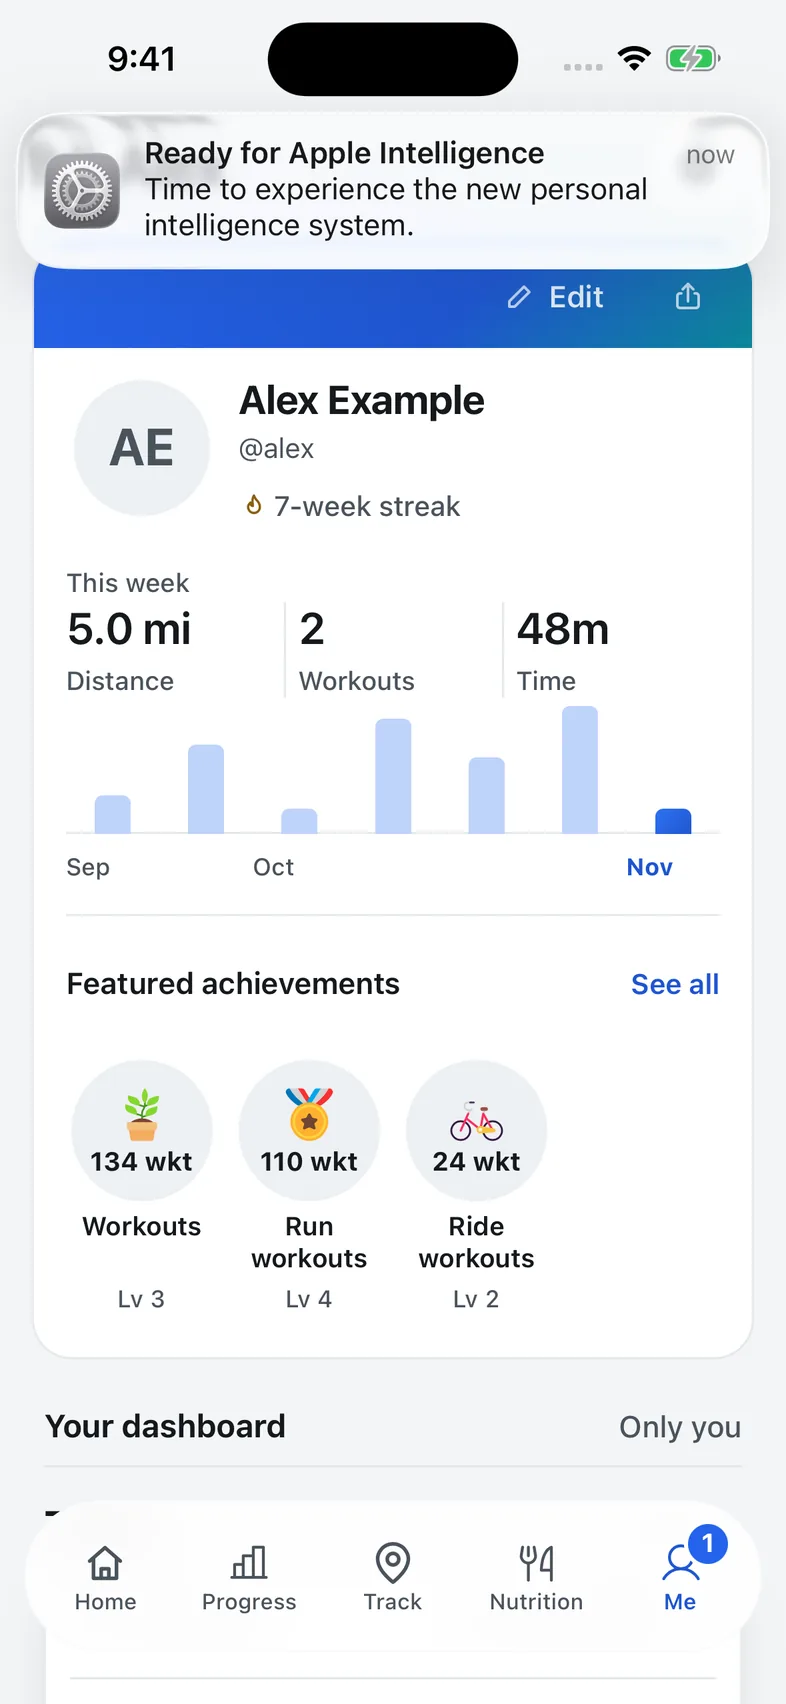 9:41
Ready for Apple Intelligence
now
Time to experience the new personal
intelligence system.
Edit
AE
Alex Example
@alex
7-week streak
This week
5.0 mi
2
48m
Distance
Workouts
Time
Sep
Oct
Nov
Featured achievements
See all
134 wkt
110 wkt
24 wkt
Workouts
Run
workouts
Ride
workouts
Lv 3
Lv 4
Lv 2
Your dashboard
Only you
1
Home
Progress
Track
Nutrition
Me